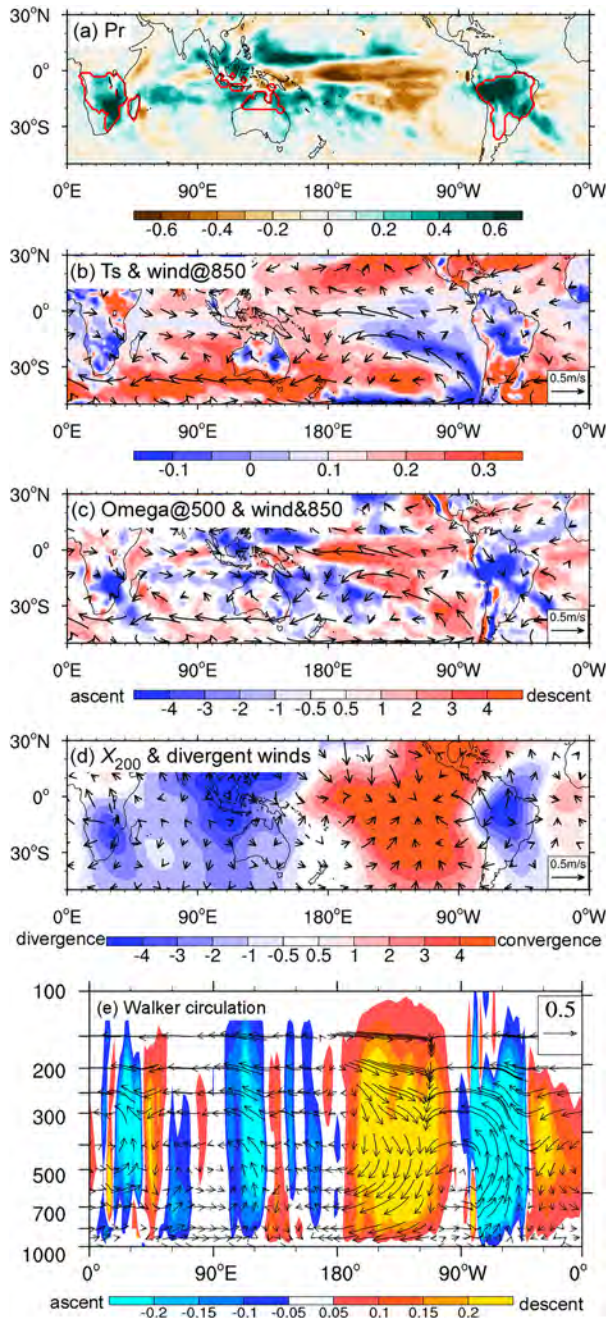 (a) Pr
0°
30°S
0°E 90°E 180°E 90°W 0°W
-0.6 -0.4 -0.2 0 0.2 0.4 0.6
30°N
(b) Ts & wind@850
0°
30°S
0.5m/s
0°E 90°E 180°E 90°W 0°W
-0.1 0 0.1 0.2 0.3
30°N
(c) Omega@500 & wind&850
0°
30°S
0.5m/s
0°E 90°E 180°E 90°W 0°W
ascent descent
-4 -3 -2 -1 -0.5 0.5 1 2 3 4
30°N
(d) X200 & divergent winds
0°
30°S
0.5m/s
0°E 90°E 180°E 90°W 0°W
divergence convergence
-4 -3 -2 -1 -0.5 0.5 1 2 3 4
100
(e) Walker circulation
0.5
200
300
500
700
1000
0 90°E 180° 90°W 0°
ascent descent
-0.2 -0.15 -0.1 -0.05 0.05 0.1 0.15 0.2